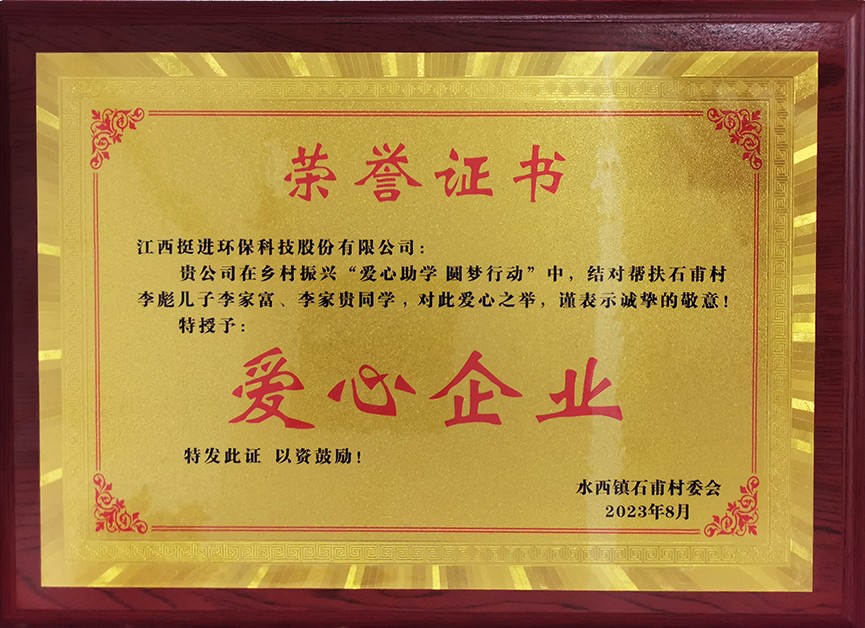 荣誉证书
江西挺进环保科技股份有限公司：
贵公司在乡村振兴“爱心助学 圆梦行动”中，结对帮扶石甫村
李彪儿子李家富、李家贵同学，对此爱心之举，谨表示诚挚的敬意！
特授予：
爱心企业
特发此证 以资鼓励！
水西镇石甫村委会
2023年8月